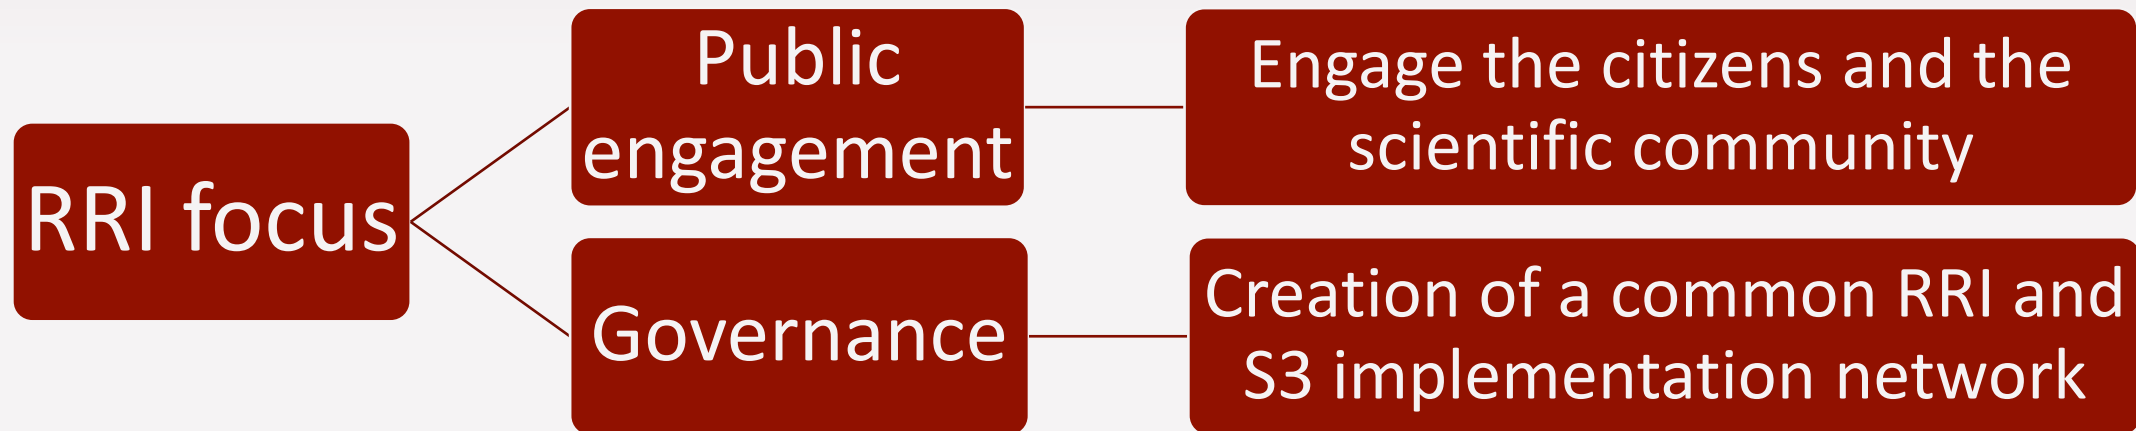 RRI focus
Public
engagement
Engage the citizens and the
scientific community
Governance
Creation of a common RRI and
S3 implementation network